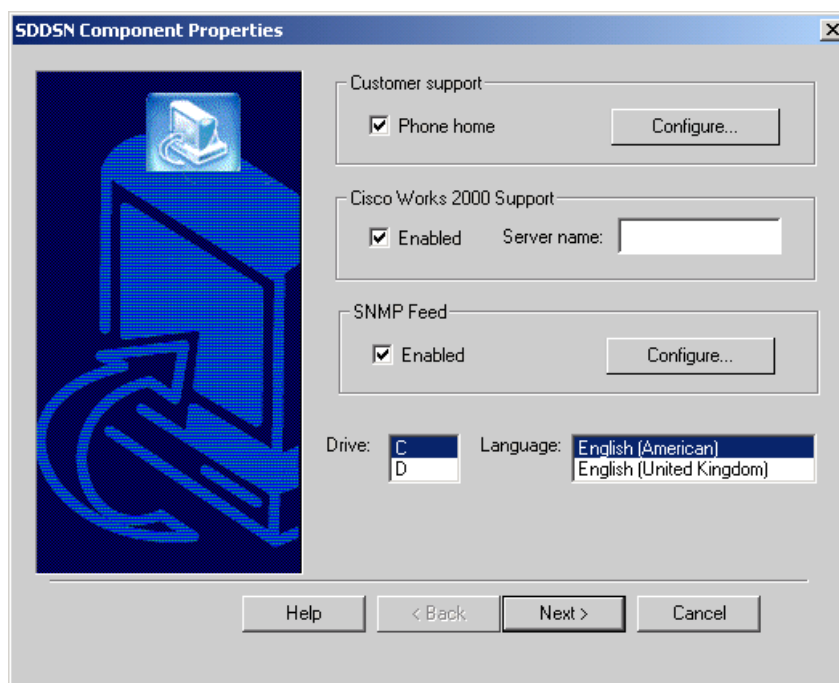 SDDSN Component Properties
Customer support
Phone home
Configure...
Cisco Works 2000 Support
Enabled
Server name:
SNMP Feed
Enabled
Configure...
Drive:
C
D
Language:
English (American)
English (United Kingdom)
Help
< Back
Next >
Cancel